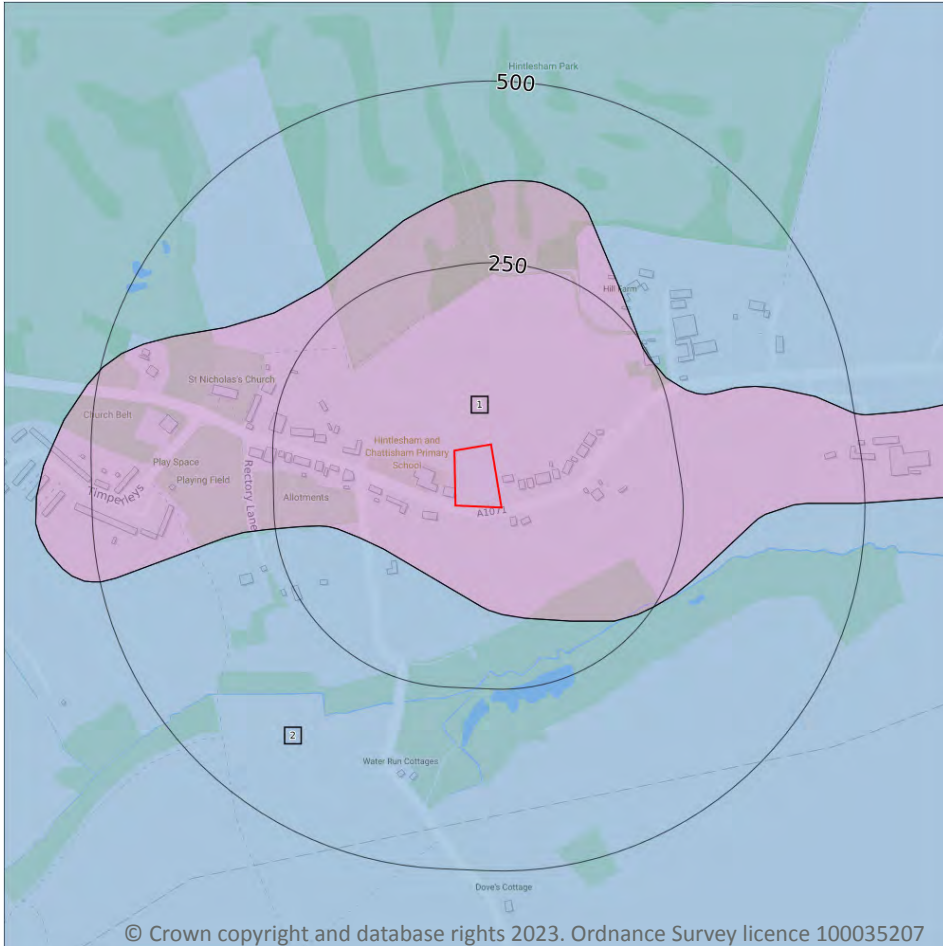 Hintlesham Park
500
250
Hill Farm
St Nicholas's Church
1
Church Belt
Hintlesham and
Chattisham Primary
School
Play Space
Playing Field
Timperleys
Rectory Lane
Allotments
A1071
2
Water Run Cottages
Dove's Cottage
© Crown copyright and database rights 2023. Ordnance Survey licence 100035207